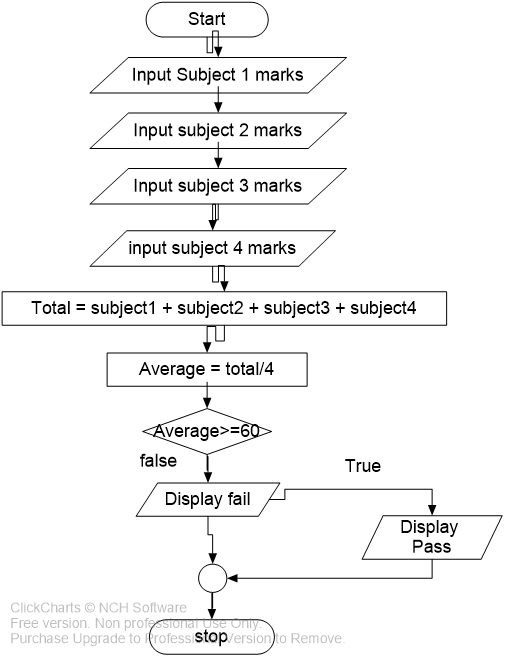 Start
Input Subject 1 marks
Input subject 2 marks
Input subject 3 marks
input subject 4 marks
Total = subject1 + subject2 + subject3 + subject4
Average = total/4
Average>=60
false
True
Display fail
Display
Pass
stop
ClickCharts © NCH Software
Free version. Non professional Use Only.
Purchase Upgrade to Professional Version to Remove.